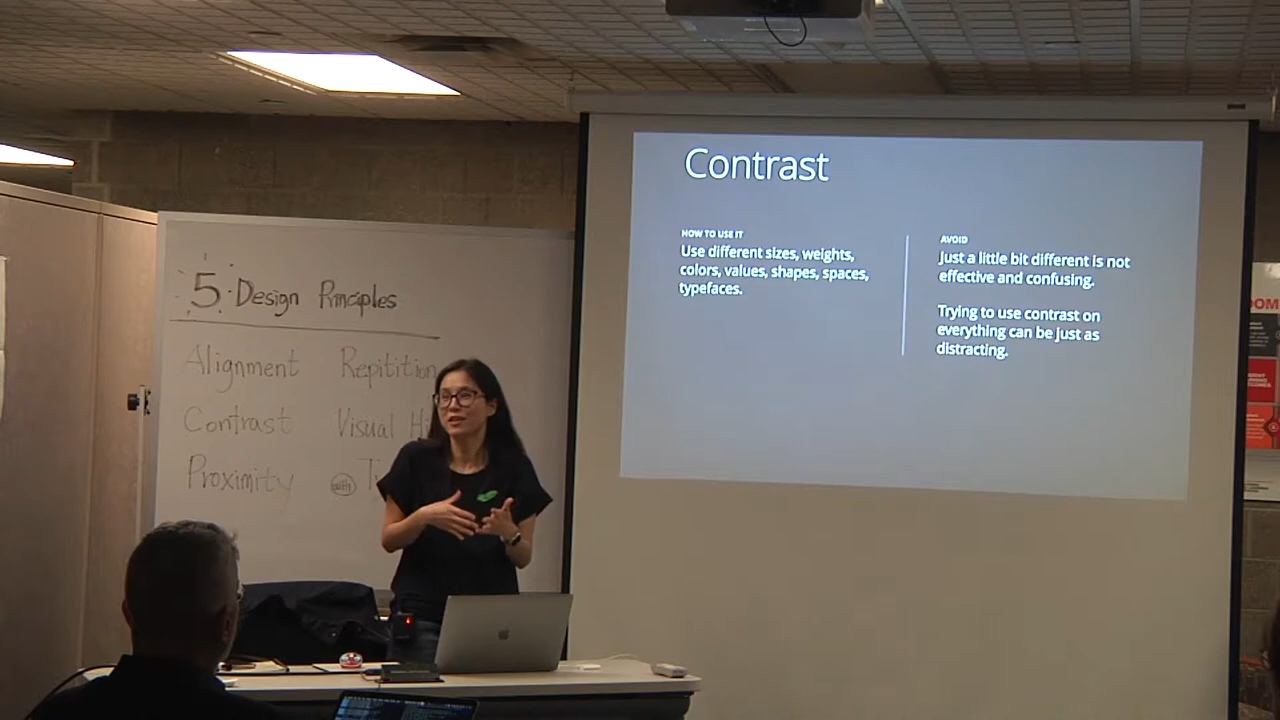 5 Design Principles
Alignment Repitition
Contrast Visual Hi
Proximity with Ti
Contrast
HOW TO USE IT
Use different sizes, weights,
colors, values, shapes, spaces,
typefaces.
AVOID
Just a little bit different is not
effective and confusing.
Trying to use contrast on
everything can be just as
distracting.